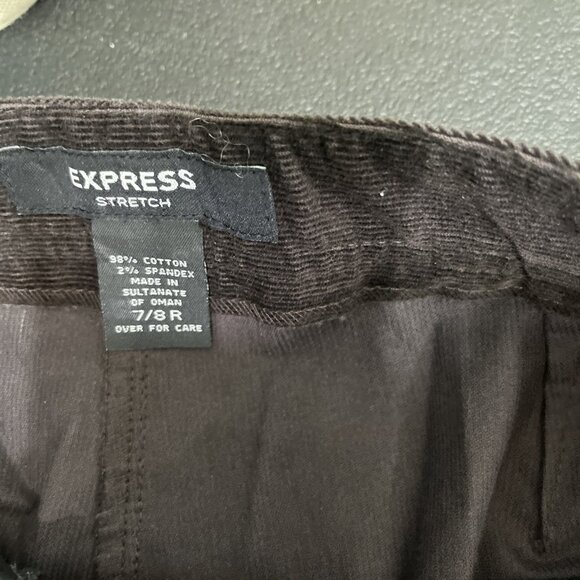 EXPRESS
STRETCH
98% COTTON
2% SPANDEX
MADE IN
SULTANATE
OF OMAN
7/8 R
OVER FOR CARE